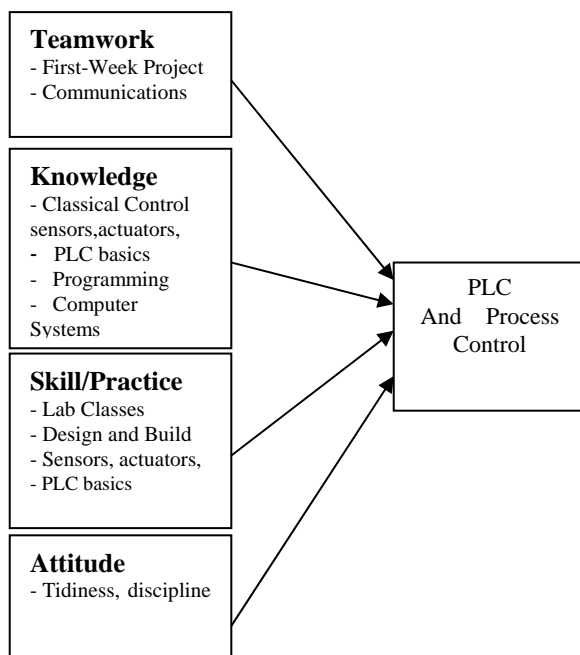 Teamwork
- First-Week Project
- Communications
Knowledge
- Classical Control
sensors,actuators,
- PLC basics
- Programming
- Computer
Systems
Skill/Practice
- Lab Classes
- Design and Build
- Sensors, actuators,
- PLC basics
Attitude
- Tidiness, discipline
PLC
And Process
Control